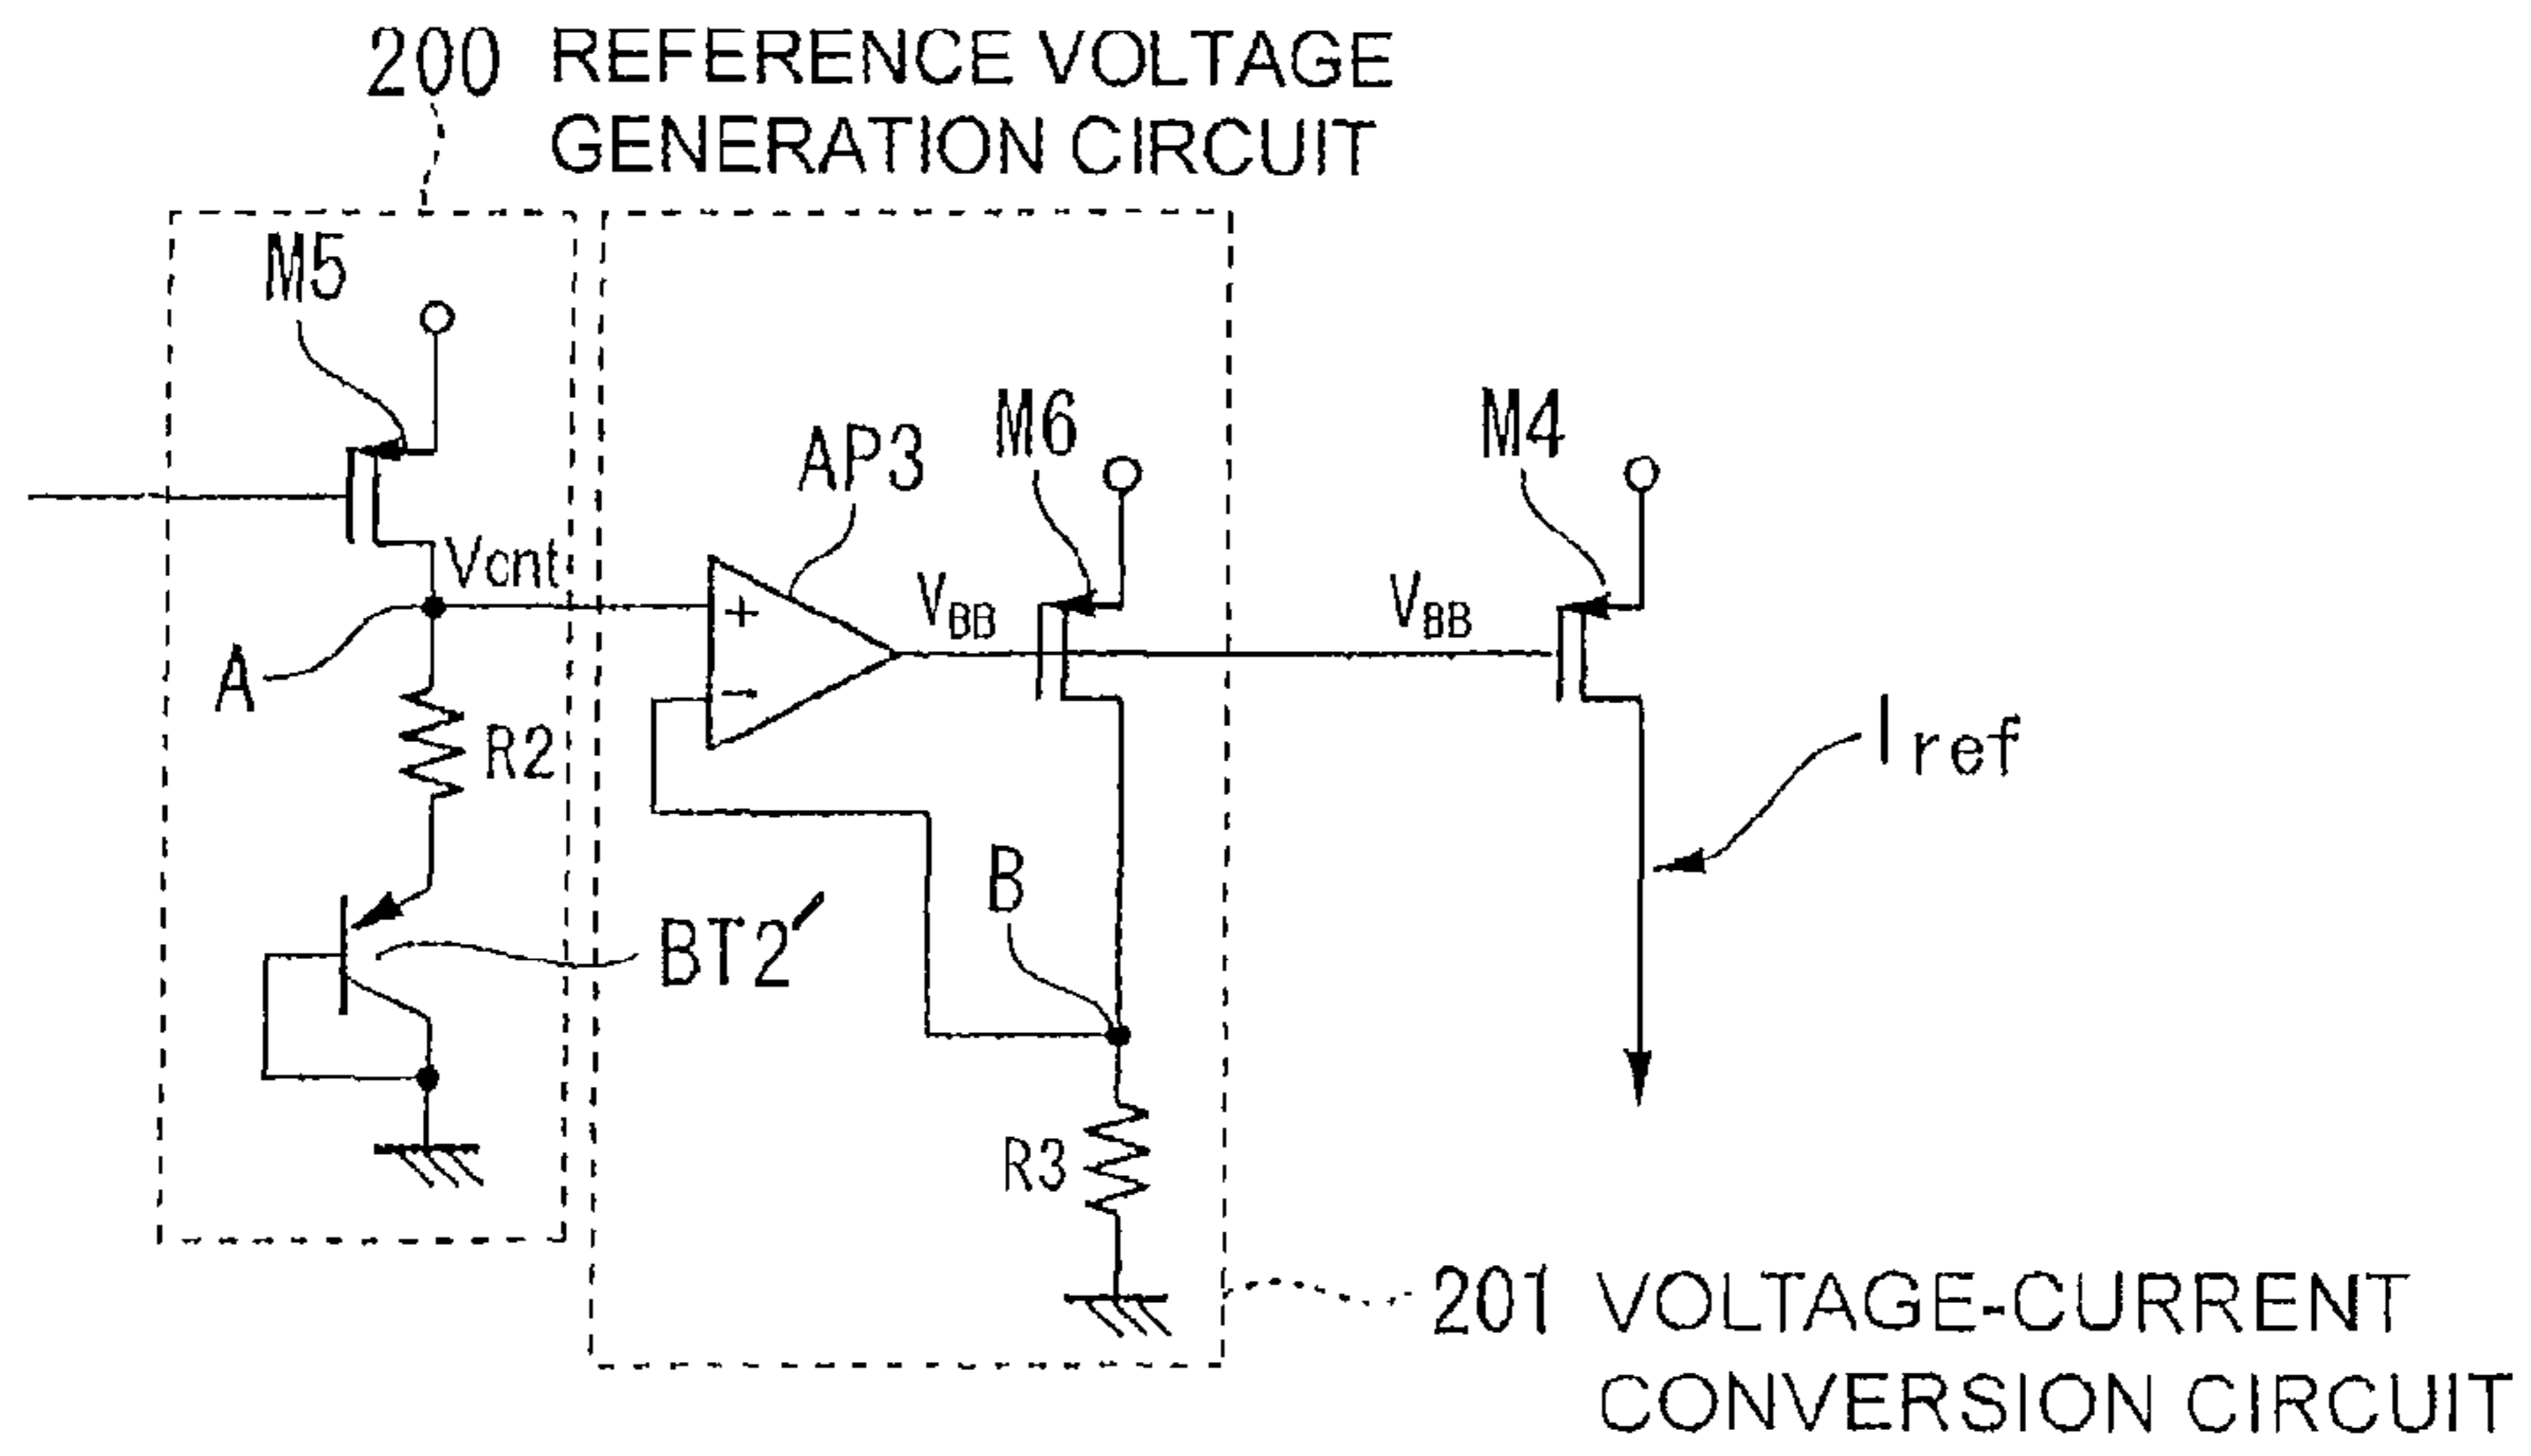 200 REFERENCE VOLTAGE
GENERATION CIRCUIT
M5
M6
M4
AP3
Vcnt
VBB
VBB
+
-
A
R2
Iref
B
BT2′
R3
201 VOLTAGE-CURRENT
CONVERSION CIRCUIT